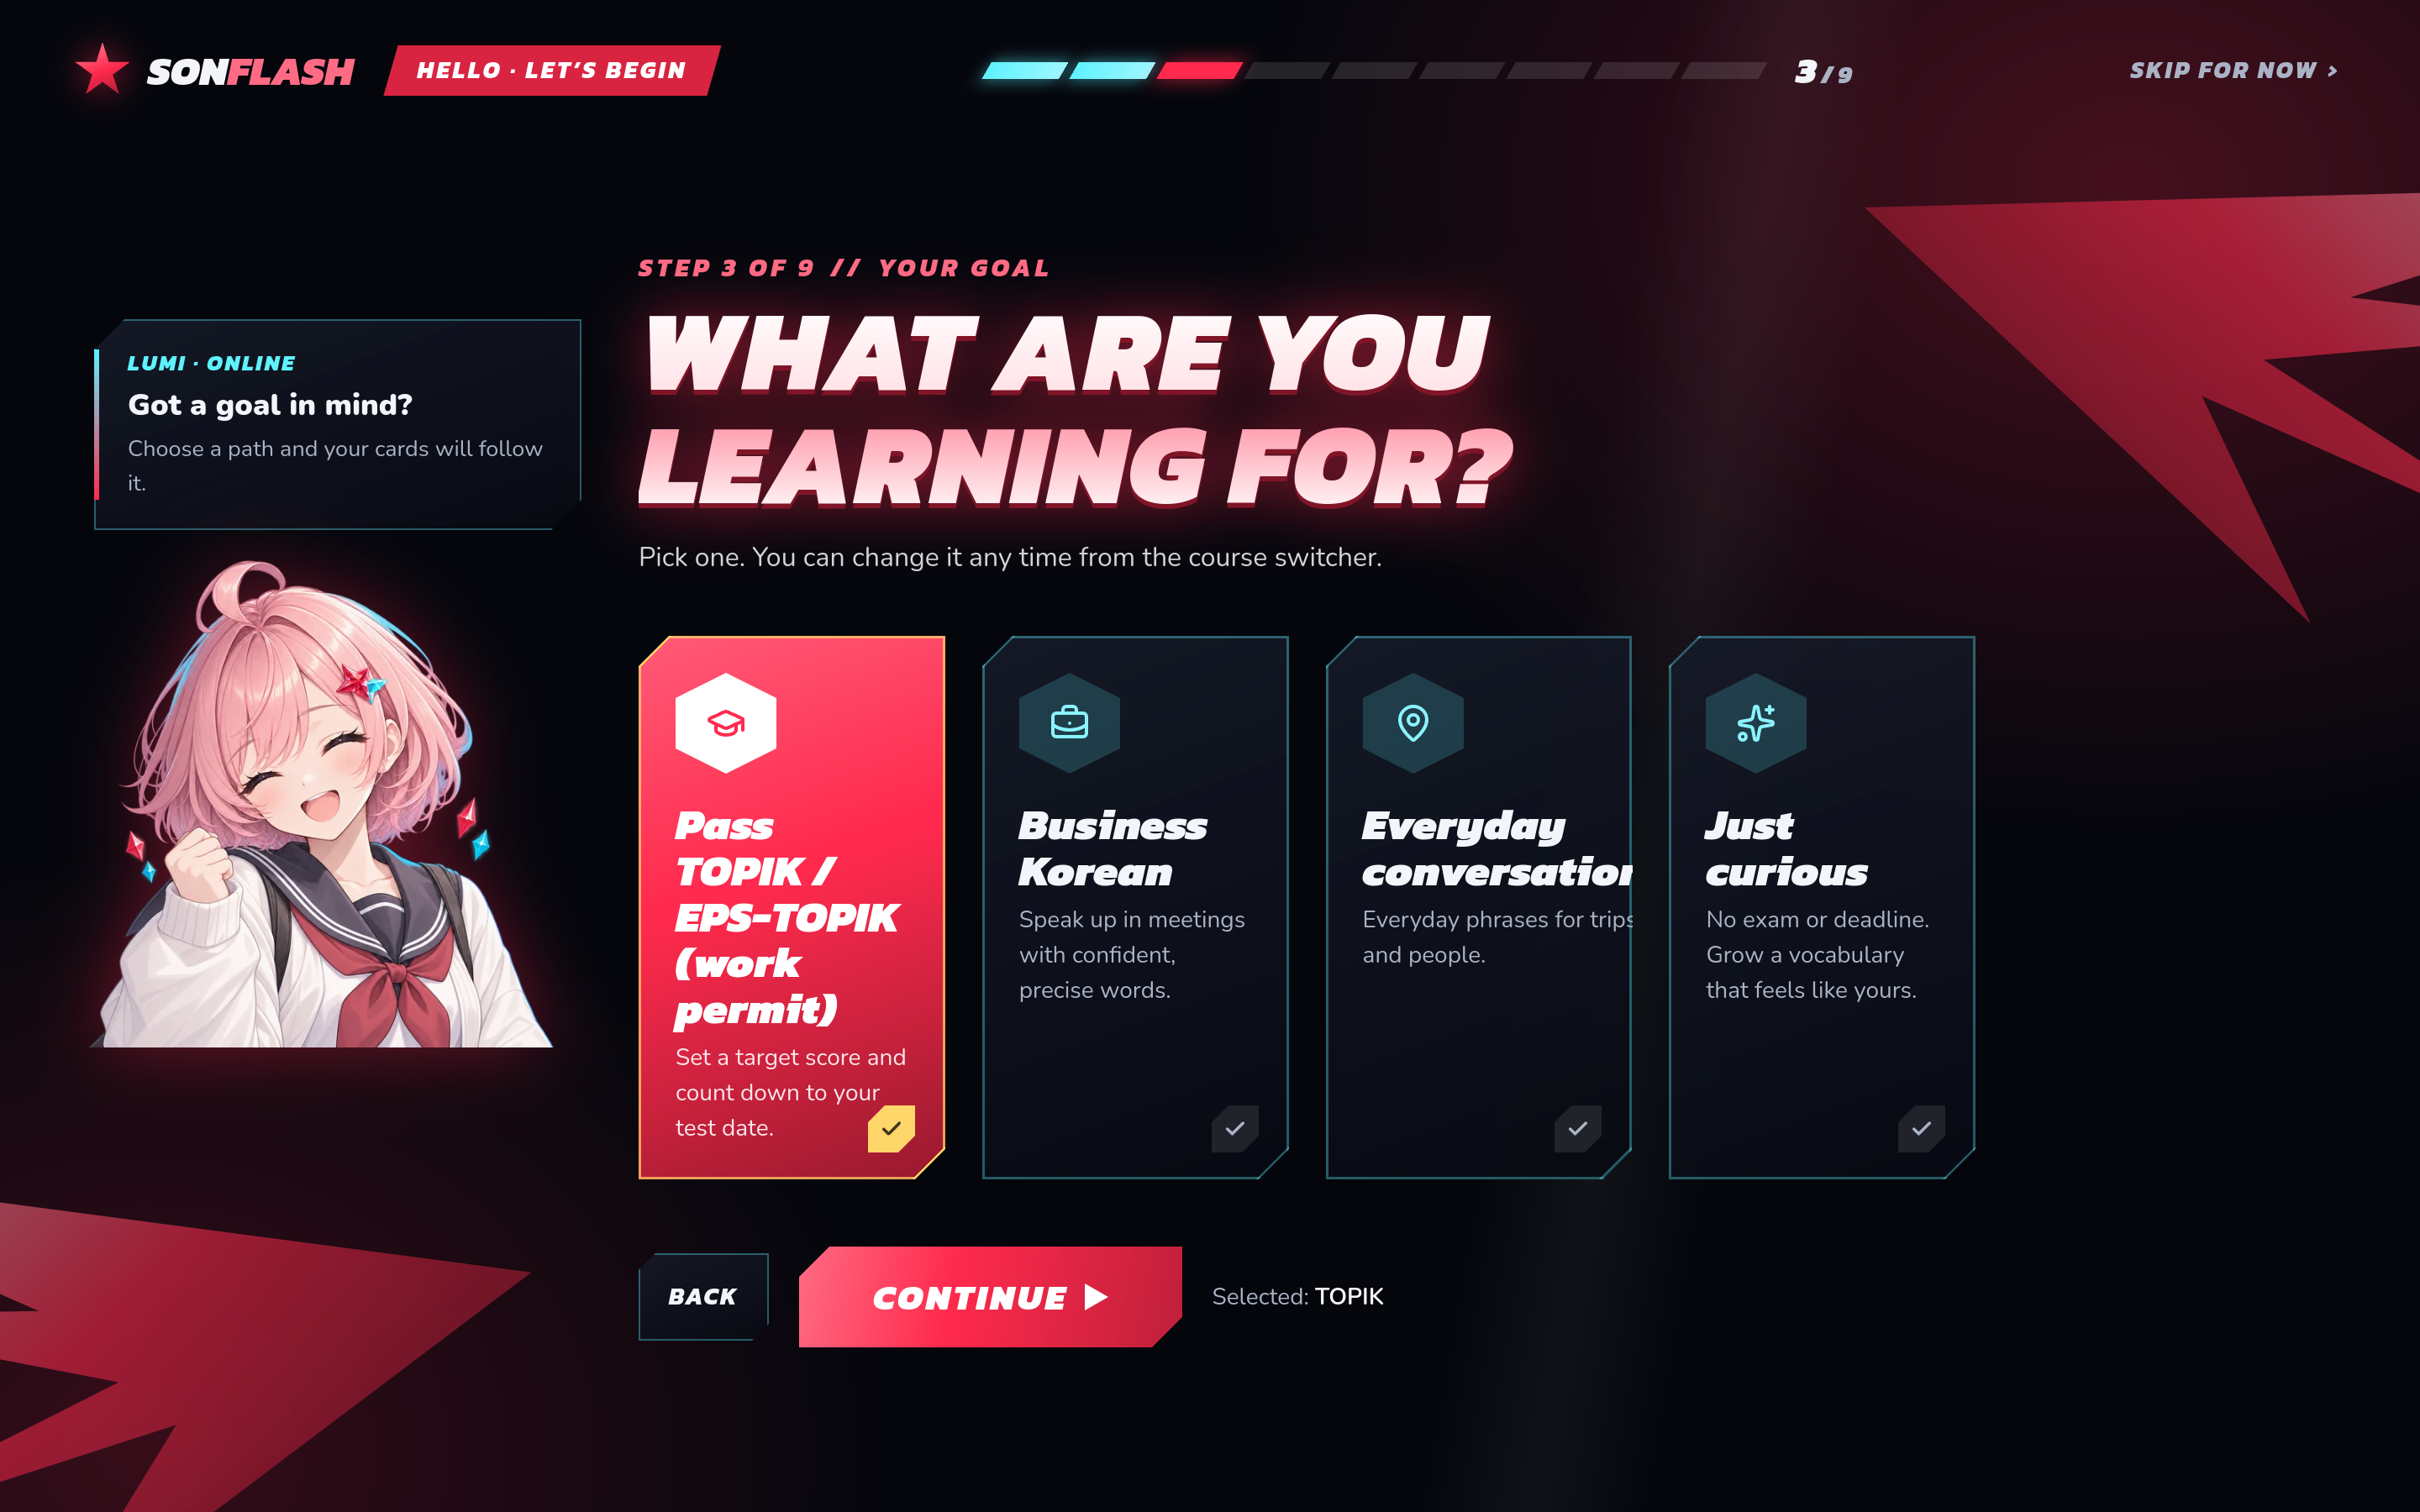 SONFLASH
HELLO · LET’S BEGIN
3 / 9
SKIP FOR NOW ›
STEP 3 OF 9 // YOUR GOAL
WHAT ARE YOU
LEARNING FOR?
Pick one. You can change it any time from the course switcher.
LUMI · ONLINE
Got a goal in mind?
Choose a path and your cards will follow
it.
Pass
TOPIK /
EPS-TOPIK
(work
permit)
Set a target score and
count down to your
test date.
Business
Korean
Speak up in meetings
with confident,
precise words.
Everyday
conversation
Everyday phrases for trips
and people.
Just
curious
No exam or deadline.
Grow a vocabulary
that feels like yours.
BACK
CONTINUE
Selected: TOPIK